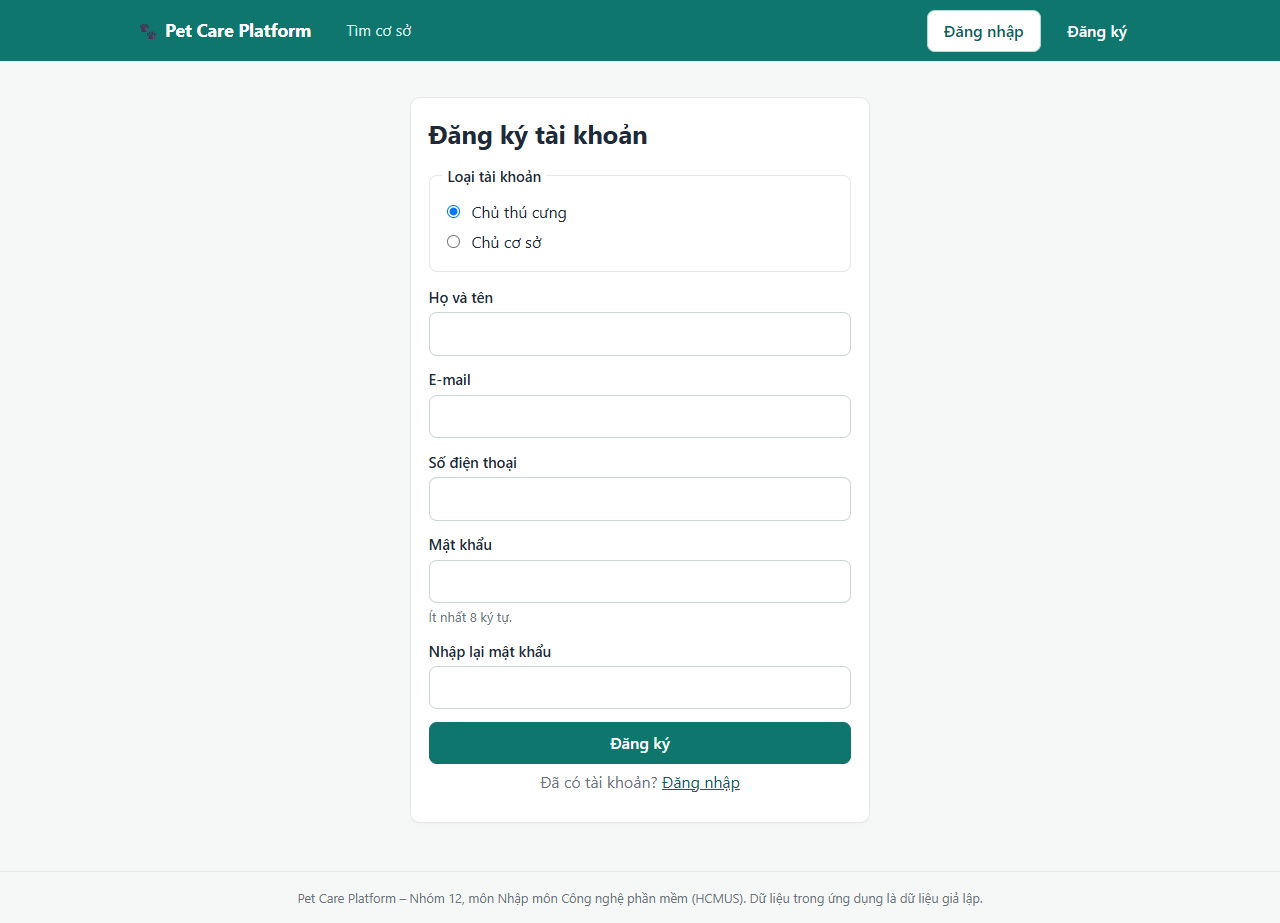 Pet Care Platform
Tìm cơ sở
Đăng nhập
Đăng ký
Đăng ký tài khoản
Loại tài khoản
Chủ thú cưng
Chủ cơ sở
Họ và tên
E-mail
Số điện thoại
Mật khẩu
Ít nhất 8 ký tự.
Nhập lại mật khẩu
Đăng ký
Đã có tài khoản? Đăng nhập
Pet Care Platform – Nhóm 12, môn Nhập môn Công nghệ phần mềm (HCMUS). Dữ liệu trong ứng dụng là dữ liệu giả lập.